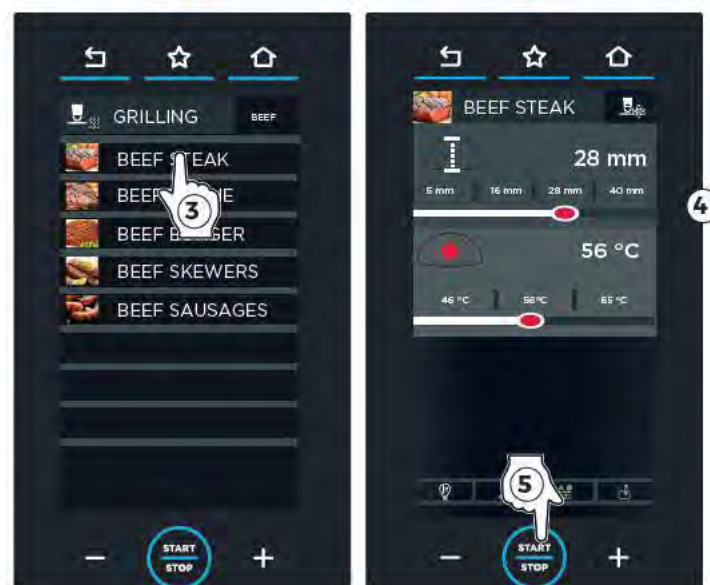 GRILLING BEEF
BEEF STEAK
BEEF
BEEF
BEEF SKEWERS
BEEF SAUSAGES
3
– START STOP +
BEEF STEAK
28 mm
5 mm 16 mm 28 mm 40 mm
4
56 °C
46 °C 56°C 65 °C
5
– START STOP +